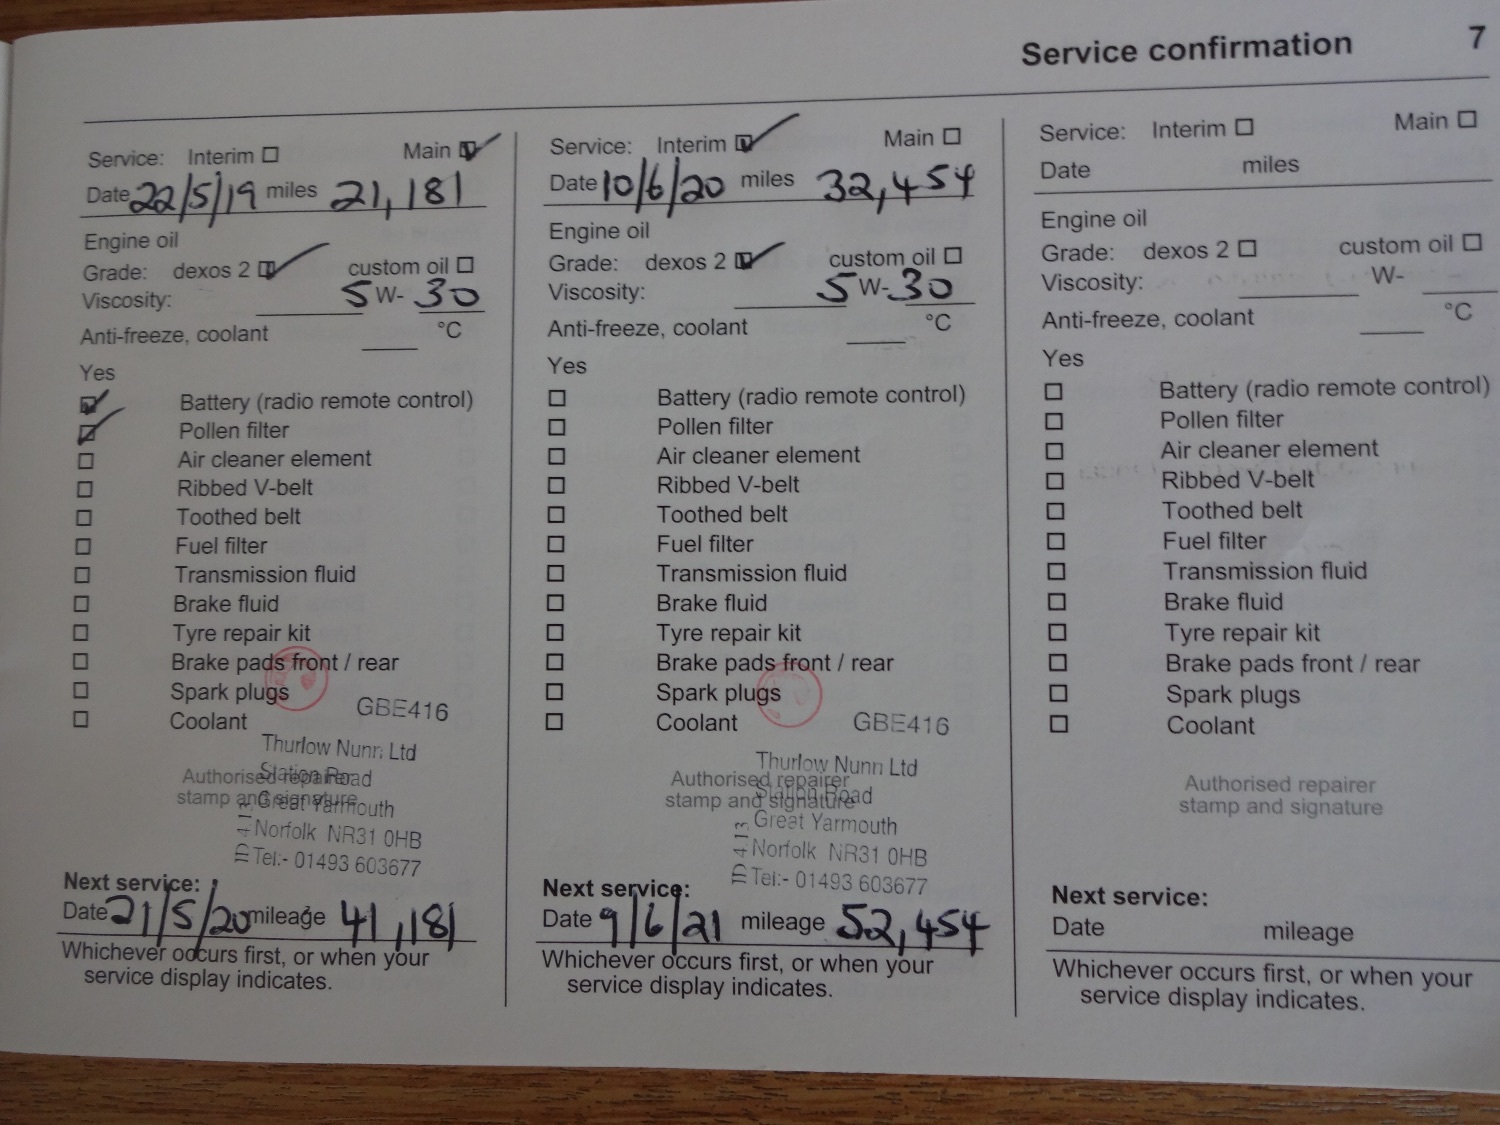 Service confirmation 7
Service: Interim ☐ Main ☑
Date 22/5/19 miles 21,181
Engine oil
Grade: dexos 2 ☑ custom oil ☐
Viscosity: 5 W- 30
Anti-freeze, coolant ___ °C
Yes
☑ Battery (radio remote control)
☑ Pollen filter
☐ Air cleaner element
☐ Ribbed V-belt
☐ Toothed belt
☐ Fuel filter
☐ Transmission fluid
☐ Brake fluid
☐ Tyre repair kit
☐ Brake pads front / rear
☐ Spark plugs
☐ Coolant
GBE416
Thurlow Nunn Ltd
Station Road
Great Yarmouth
Norfolk NR31 0HB
Tel:- 01493 603677
Authorised repairer
stamp and signature
Next service:
Date 21/5/20 mileage 41,181
Whichever occurs first, or when your
service display indicates.
Service: Interim ☑ Main ☐
Date 10/6/20 miles 32,454
Engine oil
Grade: dexos 2 ☑ custom oil ☐
Viscosity: 5 W- 30
Anti-freeze, coolant ___ °C
Yes
☐ Battery (radio remote control)
☐ Pollen filter
☐ Air cleaner element
☐ Ribbed V-belt
☐ Toothed belt
☐ Fuel filter
☐ Transmission fluid
☐ Brake fluid
☐ Tyre repair kit
☐ Brake pads front / rear
☐ Spark plugs
☐ Coolant
GBE416
Thurlow Nunn Ltd
Station Road
Great Yarmouth
Norfolk NR31 0HB
Tel:- 01493 603677
Authorised repairer
stamp and signature
Next service:
Date 9/6/21 mileage 52,454
Whichever occurs first, or when your
service display indicates.
Service: Interim ☐ Main ☐
Date miles
Engine oil
Grade: dexos 2 ☐ custom oil ☐
Viscosity: ___ W- ___
Anti-freeze, coolant ___ °C
Yes
☐ Battery (radio remote control)
☐ Pollen filter
☐ Air cleaner element
☐ Ribbed V-belt
☐ Toothed belt
☐ Fuel filter
☐ Transmission fluid
☐ Brake fluid
☐ Tyre repair kit
☐ Brake pads front / rear
☐ Spark plugs
☐ Coolant
Authorised repairer
stamp and signature
Next service:
Date mileage
Whichever occurs first, or when your
service display indicates.